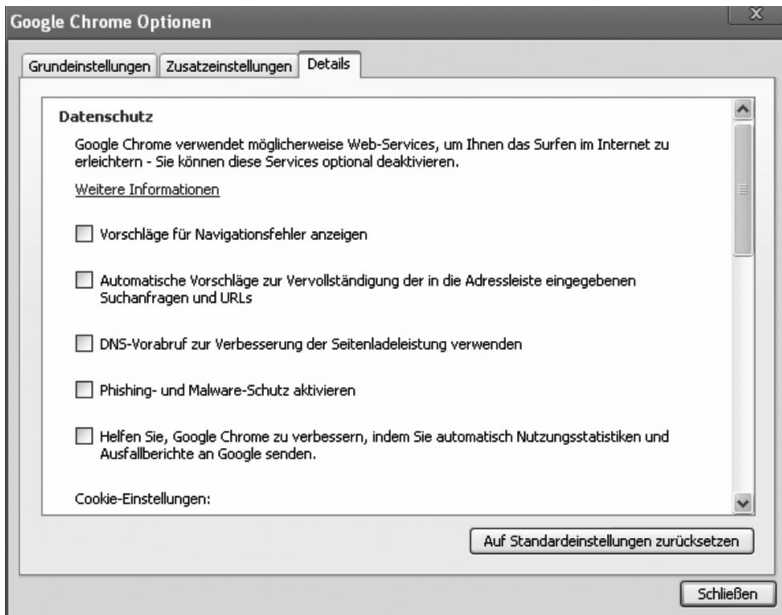 Google Chrome Optionen
Grundeinstellungen Zusatzeinstellungen Details
Datenschutz
Google Chrome verwendet möglicherweise Web-Services, um Ihnen das Surfen im Internet zu
erleichtern - Sie können diese Services optional deaktivieren.
Weitere Informationen
Vorschläge für Navigationsfehler anzeigen
Automatische Vorschläge zur Vervollständigung der in die Adressleiste eingegebenen
Suchanfragen und URLs
DNS-Vorabruf zur Verbesserung der Seitenladeleistung verwenden
Phishing- und Malware-Schutz aktivieren
Helfen Sie, Google Chrome zu verbessern, indem Sie automatisch Nutzungsstatistiken und
Ausfallberichte an Google senden.
Cookie-Einstellungen:
Auf Standardeinstellungen zurücksetzen
Schließen